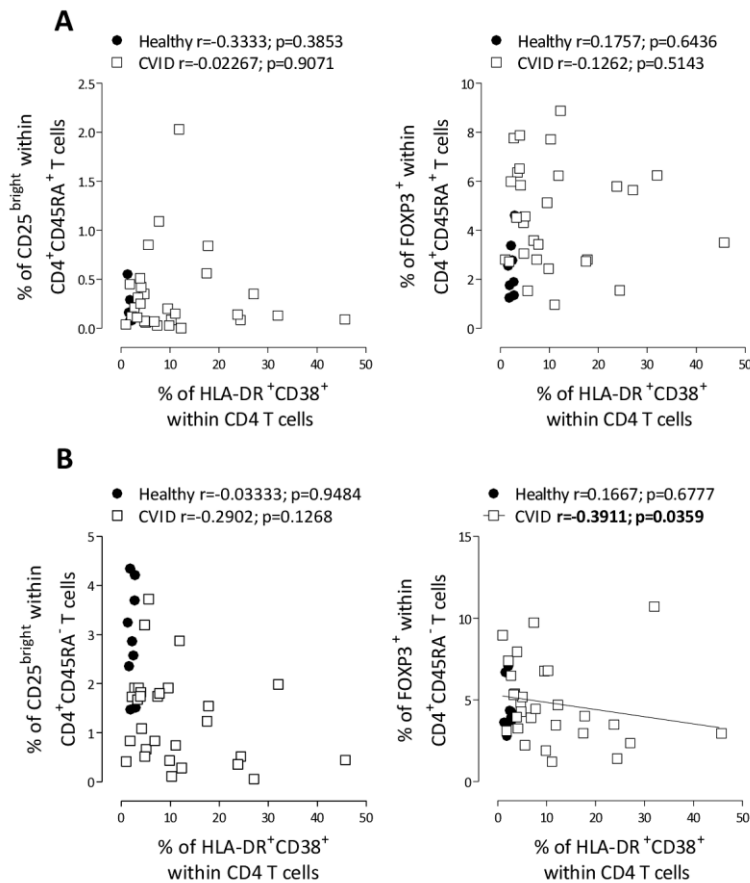 A
● Healthy r=-0.3333; p=0.3853
□ CVID r=-0.02267; p=0.9071
% of CD25 bright within
CD4+CD45RA+ T cells
2.5
2.0
1.5
1.0
0.5
0.0
0 10 20 30 40 50
% of HLA-DR+CD38+
within CD4 T cells
● Healthy r=0.1757; p=0.6436
□ CVID r=-0.1262; p=0.5143
% of FOXP3+ within
CD4+CD45RA+ T cells
10
8
6
4
2
0
0 10 20 30 40 50
% of HLA-DR+CD38+
within CD4 T cells
B
● Healthy r=-0.03333; p=0.9484
□ CVID r=-0.2902; p=0.1268
% of CD25bright within
CD4+CD45RA- T cells
5
4
3
2
1
0
0 10 20 30 40 50
% of HLA-DR+CD38+
within CD4 T cells
● Healthy r=0.1667; p=0.6777
□ CVID r=-0.3911; p=0.0359
% of FOXP3+ within
CD4+CD45RA- T cells
15
10
5
0
0 10 20 30 40 50
% of HLA-DR+CD38+
within CD4 T cells